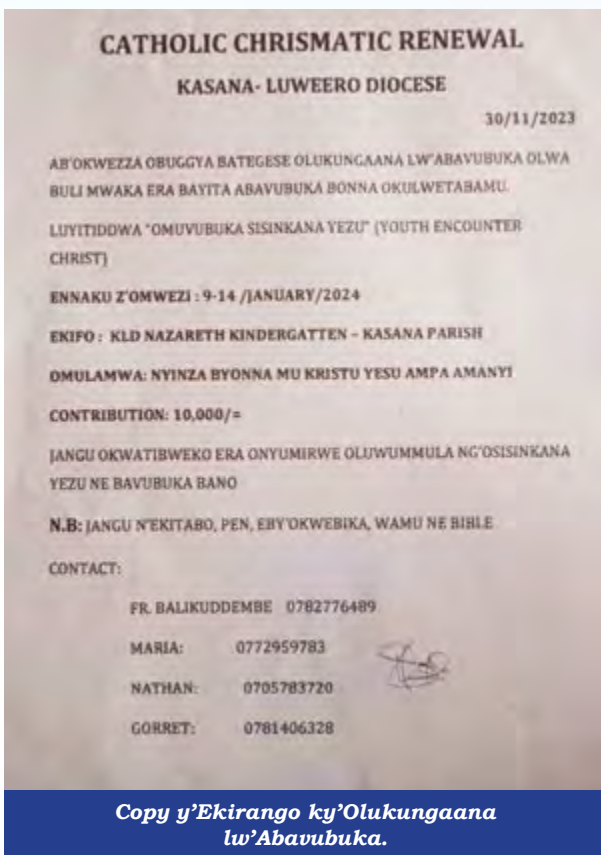 CATHOLIC CHRISMATIC RENEWAL
KASANA- LUWEERO DIOCESE
30/11/2023
AB'OKWEZZA OBUGGYA BATEGESE OLUKUNGAANA LW'ABAVUBUKA OLWA
BULI MWAKA ERA BAYITA ABAVUBUKA BONNA OKULWETABAMU.
LUYITIDDWA "OMUVUBUKA SISINKANA YEZU" (YOUTH ENCOUNTER
CHRIST)
ENNAKU Z'OMWEZI : 9-14 /JANUARY/2024
EKIFO : KLD NAZARETH KINDERGATTEN – KASANA PARISH
OMULAMWA: NYINZA BYONNA MU KRISTU YESU AMPA AMANYI
CONTRIBUTION: 10,000/=
JANGU OKWATIBWEKO ERA ONYUMIRWE OLUWUMMULA NG'OSISINKANA
YEZU NE BAVUBUKA BANO
N.B: JANGU N'EKITABO, PEN, EBY'OKWEBIKA, WAMU NE BIBLE
CONTACT:
FR. BALIKUDDEMBE 0782776489
MARIA: 0772959783
NATHAN: 0705783720
GORRET: 0781406328
Copy y'Ekirango ky'Olukungaana
lw'Abavubuka.